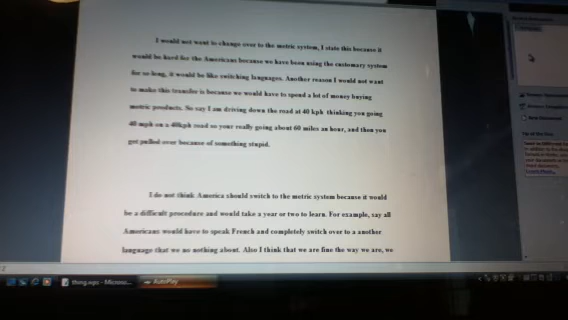 I would not want to change over to the metric system, I state this because it
would be hard for the Americans because we have been using the customary system
for so long, it would be like switching languages. Another reason I would not want
to make this transfer is because we would have to spend a lot of money buying
metric products. So say I am driving down the road at 40 kph thinking you going
40 mph on a 40kph road so your really going about 60 miles an hour, and then you
get pulled over because of something stupid.
I do not think America should switch to the metric system because it would
be a difficult procedure and would take a year or two to learn. For example, say all
Americans would have to speak French and completely switch over to a another
language that we no nothing about. Also I think that we are fine the way we are, we
thing.wps - Microso...
AutoPlay